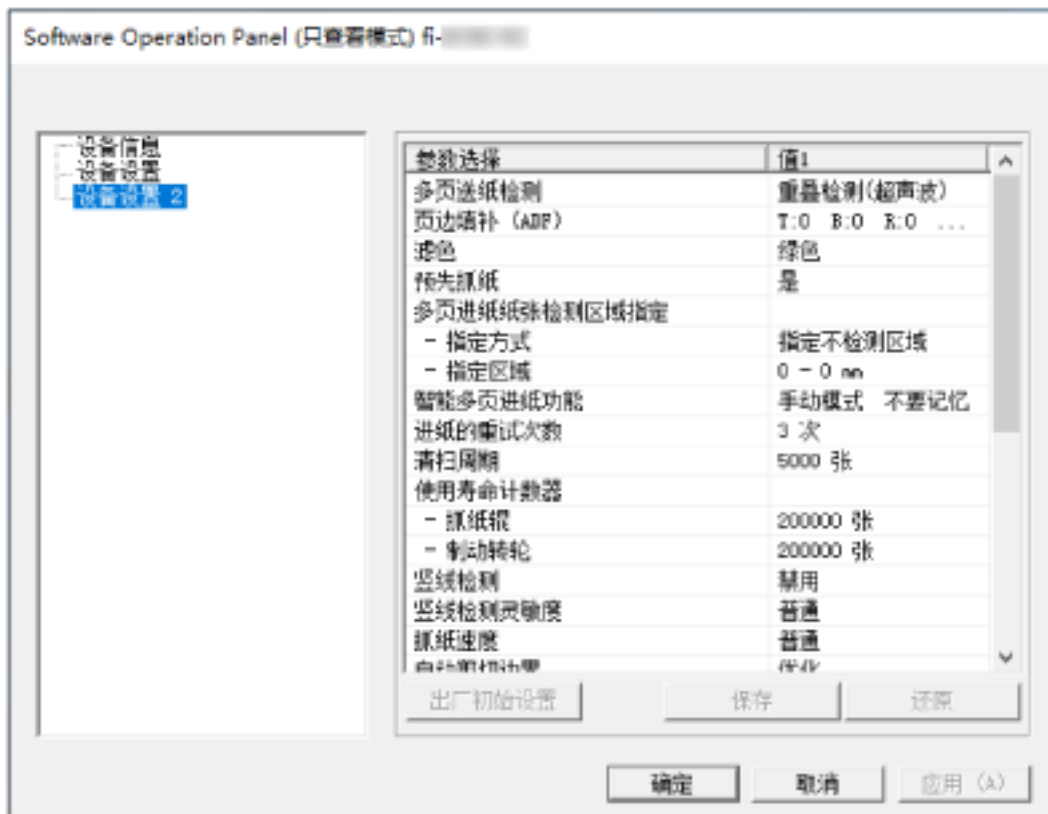 Software Operation Panel (只查看模式) fi-
设备信息
设备设置
设备设置 2
参数选择 值1
多页送纸检测 重叠检测(超声波)
页边填补 (ADF) T:0 B:0 R:0 ...
滤色 绿色
预先抓纸 是
多页进纸纸张检测区域指定
- 指定方式 指定不检测区域
- 指定区域 0 - 0 mm
智能多页进纸功能 手动模式 不要记忆
进纸的重试次数 3 次
清扫周期 5000 张
使用寿命计数器
- 抓纸辊 200000 张
- 制动转轮 200000 张
竖线检测 禁用
竖线检测灵敏度 普通
抓纸速度 普通
自动剪切边界 优化
出厂初始设置 保存 还原
确定 取消 应用 (A)